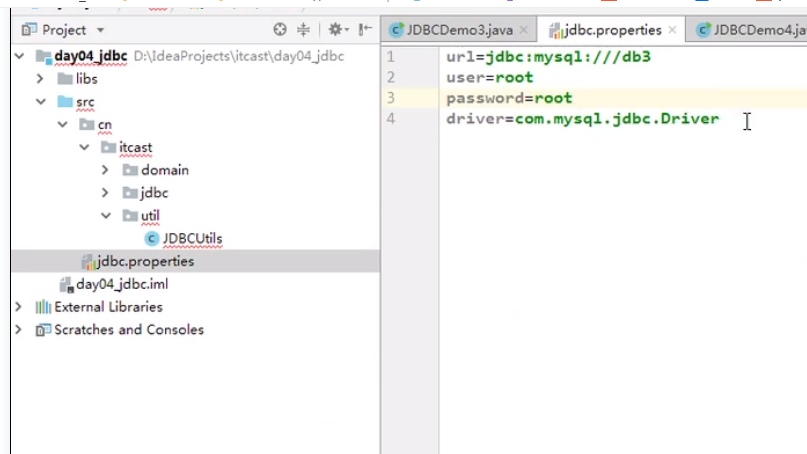 Project
day04_jdbc D:\IdeaProjects\itcast\day04_jdbc
libs
src
cn
itcast
domain
jdbc
util
JDBCUtils
jdbc.properties
day04_jdbc.iml
External Libraries
Scratches and Consoles
JDBCDemo3.java jdbc.properties JDBCDemo4.ja
1 url=jdbc:mysql:///db3
2 user=root
3 password=root
4 driver=com.mysql.jdbc.Driver